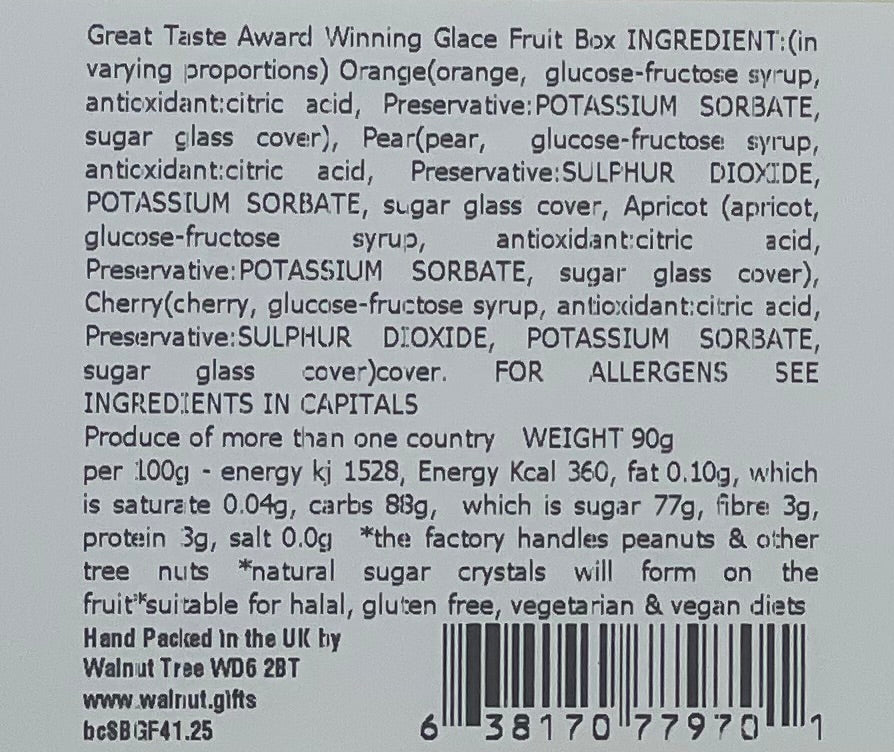 Great Taste Award Winning Glace Fruit Box INGREDIENT:(in
varying proportions) Orange(orange, glucose-fructose syrup,
antioxidant:citric acid, Preservative:POTASSIUM SORBATE,
sugar glass cover), Pear(pear, glucose-fructose syrup,
antioxidant:citric acid, Preservative:SULPHUR DIOXIDE,
POTASSIUM SORBATE, sugar glass cover, Apricot (apricot,
glucose-fructose syrup, antioxidant:citric acid,
Preservative:POTASSIUM SORBATE, sugar glass cover),
Cherry(cherry, glucose-fructose syrup, antioxidant:citric acid,
Preservative:SULPHUR DIOXIDE, POTASSIUM SORBATE,
sugar glass cover)cover. FOR ALLERGENS SEE
INGREDIENTS IN CAPITALS
Produce of more than one country WEIGHT 90g
per 100g - energy kj 1528, Energy Kcal 360, fat 0.10g, which
is saturate 0.04g, carbs 88g, which is sugar 77g, fibre 3g,
protein 3g, salt 0.0g *the factory handles peanuts & other
tree nuts *natural sugar crystals will form on the
fruit**suitable for halal, gluten free, vegetarian & vegan diets
Hand Packed in the UK by
Walnut Tree WD6 2BT
www.walnut.gifts
bcSBGF41.25
6 38170 77970 1